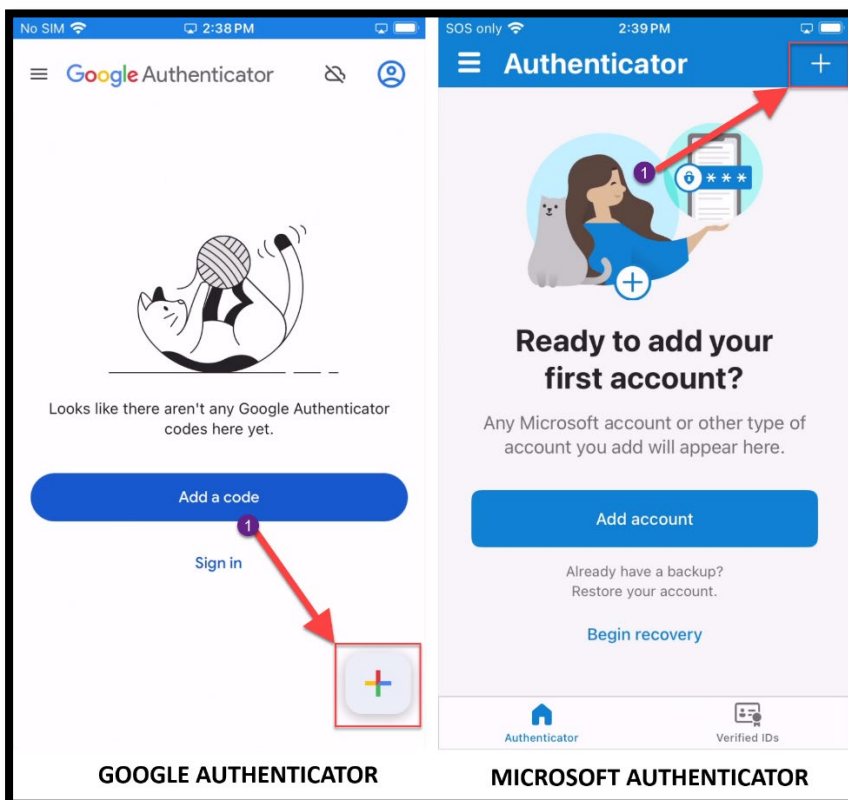 No SIM 2:38 PM
Google Authenticator
Looks like there aren't any Google Authenticator
codes here yet.
Add a code
1
Sign in
GOOGLE AUTHENTICATOR
SOS only 2:39 PM
Authenticator
1
***
Ready to add your
first account?
Any Microsoft account or other type of
account you add will appear here.
Add account
Already have a backup?
Restore your account.
Begin recovery
Authenticator Verified IDs
MICROSOFT AUTHENTICATOR